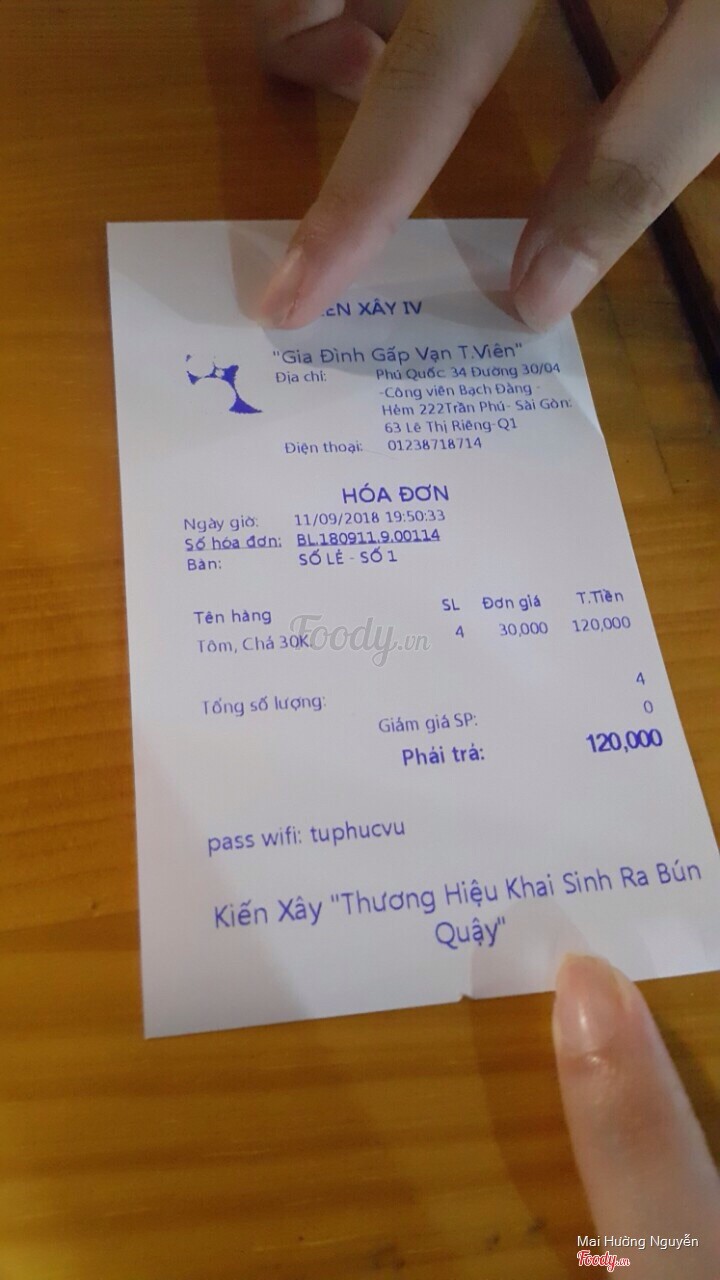 XÂY IV
"Gia Đình Gấp Vạn T.Viên"
Địa chỉ: Phú Quốc 34 Đường 30/04
-Công viên Bạch Đằng -
Hẻm 222Trần Phú- Sài Gòn:
63 Lê Thị Riêng-Q1
Điện thoại: 01238718714
HÓA ĐƠN
Ngày giờ: 11/09/2018 19:50:33
Số hóa đơn: BL.180911.9.00114
Bàn: SỐ LẺ - SỐ 1
Tên hàng SL Đơn giá T.Tiền
Tôm, Chả 30K. 4 30,000 120,000
Foody.vn
Tổng số lượng: 4
Giảm giá SP: 0
Phải trả: 120,000
pass wifi: tuphucvu
Kiến Xây "Thương Hiệu Khai Sinh Ra Bún
Quậy"
Mai Hường Nguyễn
Foody.vn